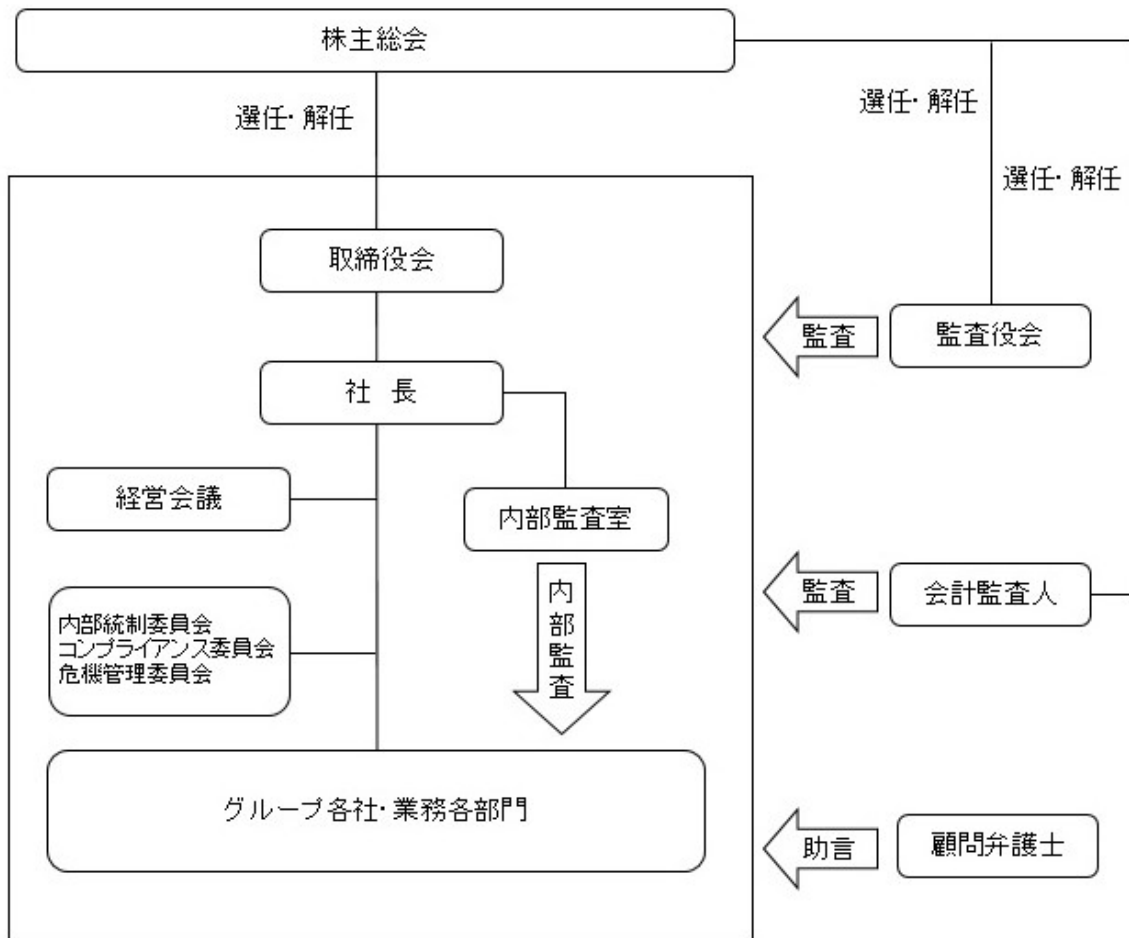 株主総会
選任・解任
選任・解任
選任・解任
取締役会
監査
監査役会
社 長
経営会議
内部監査室
監査
会計監査人
内部監査
内部統制委員会
コンプライアンス委員会
危機管理委員会
グループ各社・業務各部門
助言
顧問弁護士